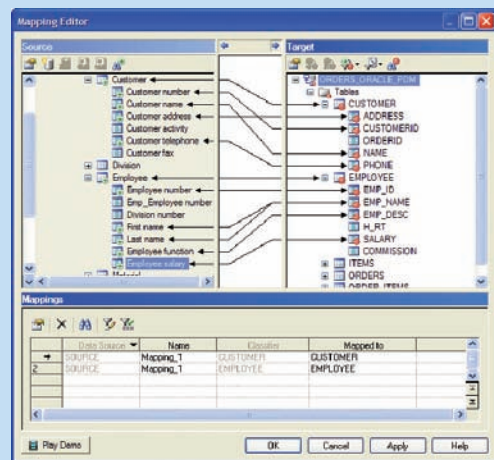 Mapping Editor
Source
Target
Customer
Customer number
Customer name
Customer address
Customer activity
Customer telephone
Customer fax
Division
Employee
Employee number
Emp_Employee number
Division number
First name
Last name
Employee function
Employee salary
Material
ORDERS_ORACLE_PDM
Tables
CUSTOMER
ADDRESS
CUSTOMERID
ORDERID
NAME
PHONE
EMPLOYEE
EMP_ID
EMP_NAME
EMP_DESC
H_RT
SALARY
COMMISSION
ITEMS
ORDERS
ORDER_ITEMS
Mappings
Data Source Name Classifier Mapped to
SOURCE Mapping_1 CUSTOMER CUSTOMER
2 SOURCE Mapping_1 EMPLOYEE EMPLOYEE
Play Demo OK Cancel Apply Help